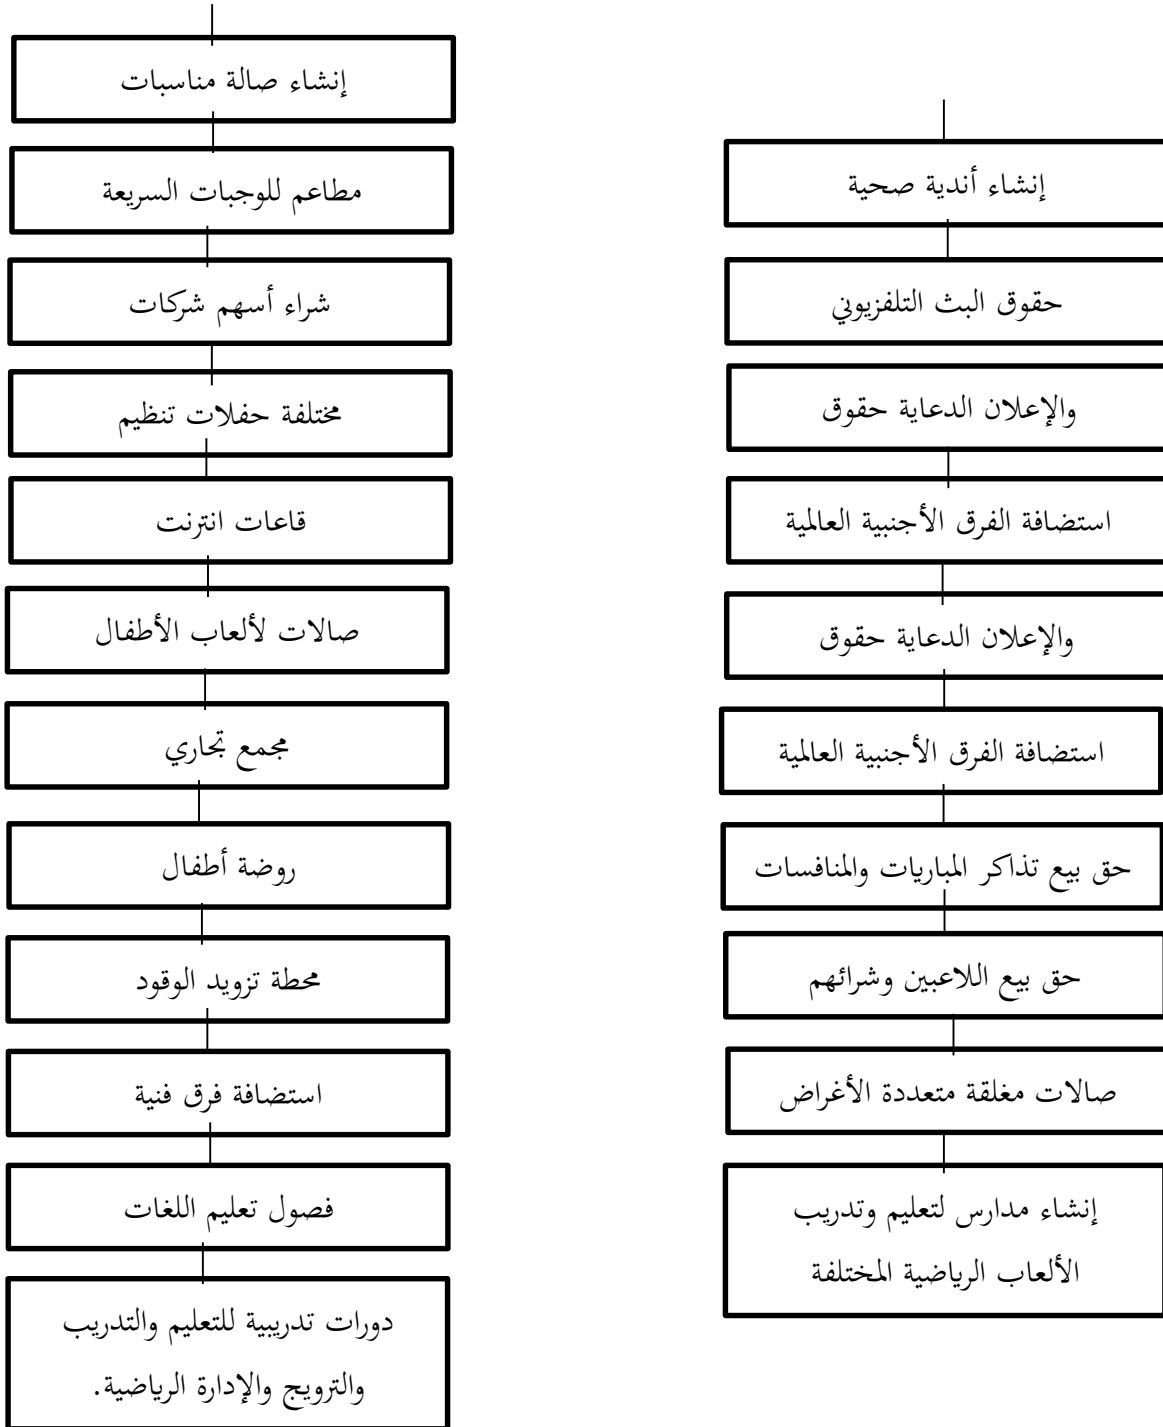 إنشاء أندية صحية
حقوق البث التلفزيوني
والإعلان الدعاية حقوق
استضافة الفرق الأجنبية العالمية
والإعلان الدعاية حقوق
استضافة الفرق الأجنبية العالمية
حق بيع تذاكر المباريات والمنافسات
حق بيع اللاعبين وشرائهم
صالات مغلقة متعددة الأغراض
إنشاء مدارس لتعليم وتدريب
الألعاب الرياضية المختلفة
إنشاء صالة مناسبات
مطاعم للوجبات السريعة
شراء أسهم شركات
مختلفة حفلات تنظيم
قاعات انترنت
صالات لألعاب الأطفال
مجمع تجاري
روضة أطفال
محطة تزويد الوقود
استضافة فرق فنية
فصول تعليم اللغات
دورات تدريبية للتعليم والتدريب
والترويج والإدارة الرياضية.